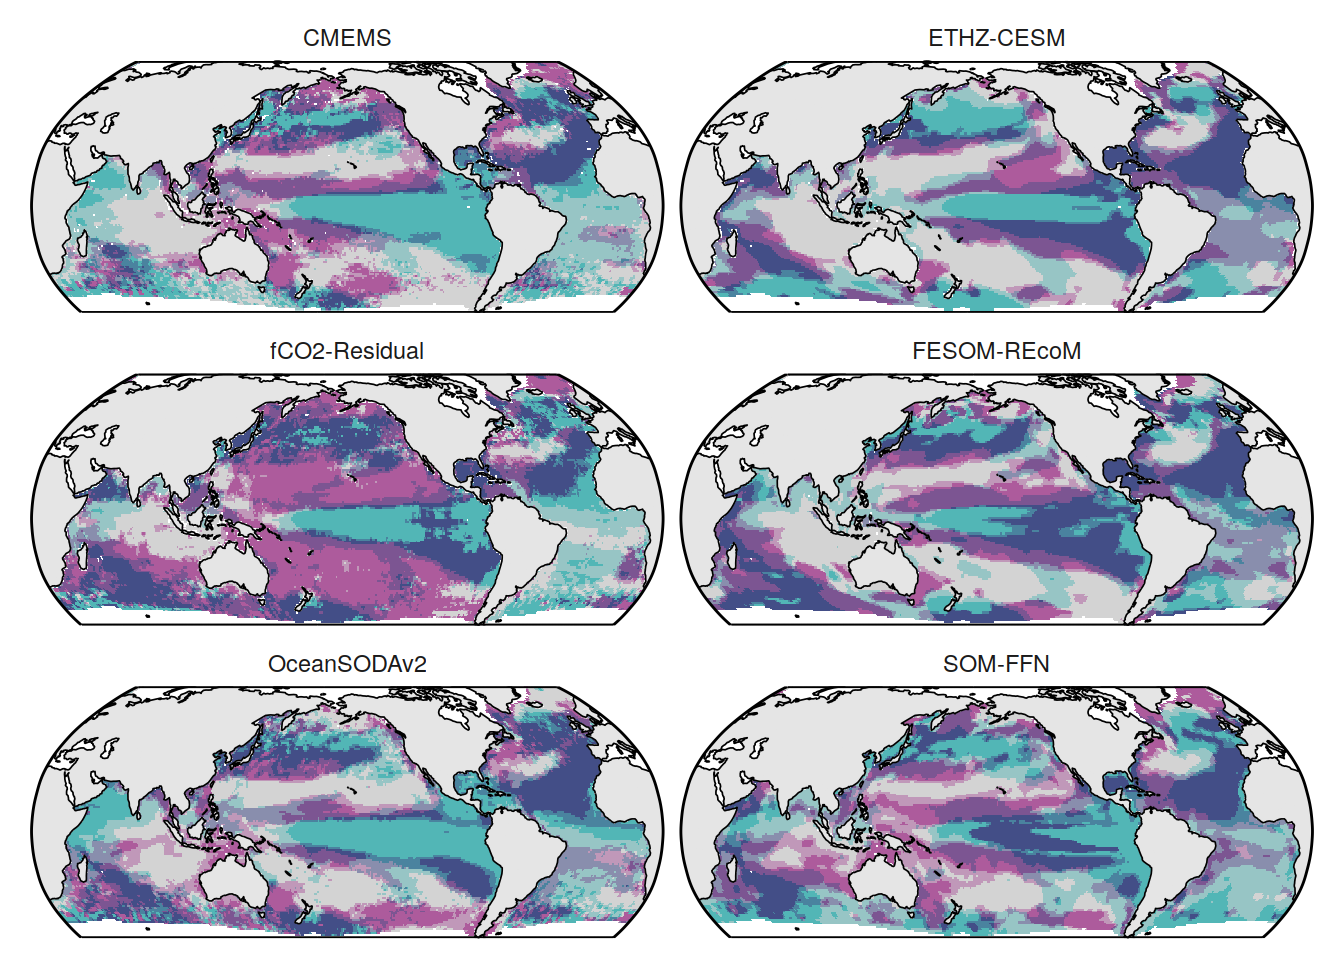 CMEMS
ETHZ-CESM
fCO2-Residual
FESOM-REcoM
OceanSODAv2
SOM-FFN